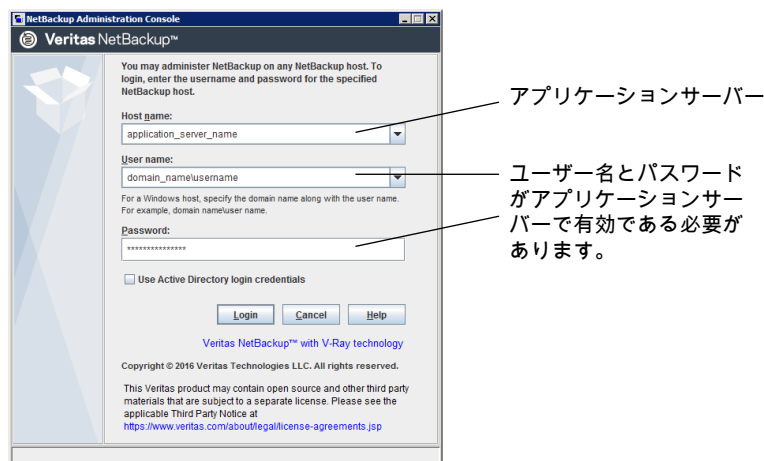 NetBackup Administration Console
Veritas NetBackup™
You may administer NetBackup on any NetBackup host. To
login, enter the username and password for the specified
NetBackup host.
Host name:
application_server_name
User name:
domain_name\username
For a Windows host, specify the domain name along with the user name.
For example, domain name\user name.
Password:
***************
Use Active Directory login credentials
Login Cancel Help
Veritas NetBackup™ with V-Ray technology
Copyright © 2016 Veritas Technologies LLC. All rights reserved.
This Veritas product may contain open source and other third party
materials that are subject to a separate license. Please see the
applicable Third Party Notice at
https://www.veritas.com/about/legal/license-agreements.jsp
アプリケーションサーバー
ユーザー名とパスワード
がアプリケーションサー
バーで有効である必要が
あります。